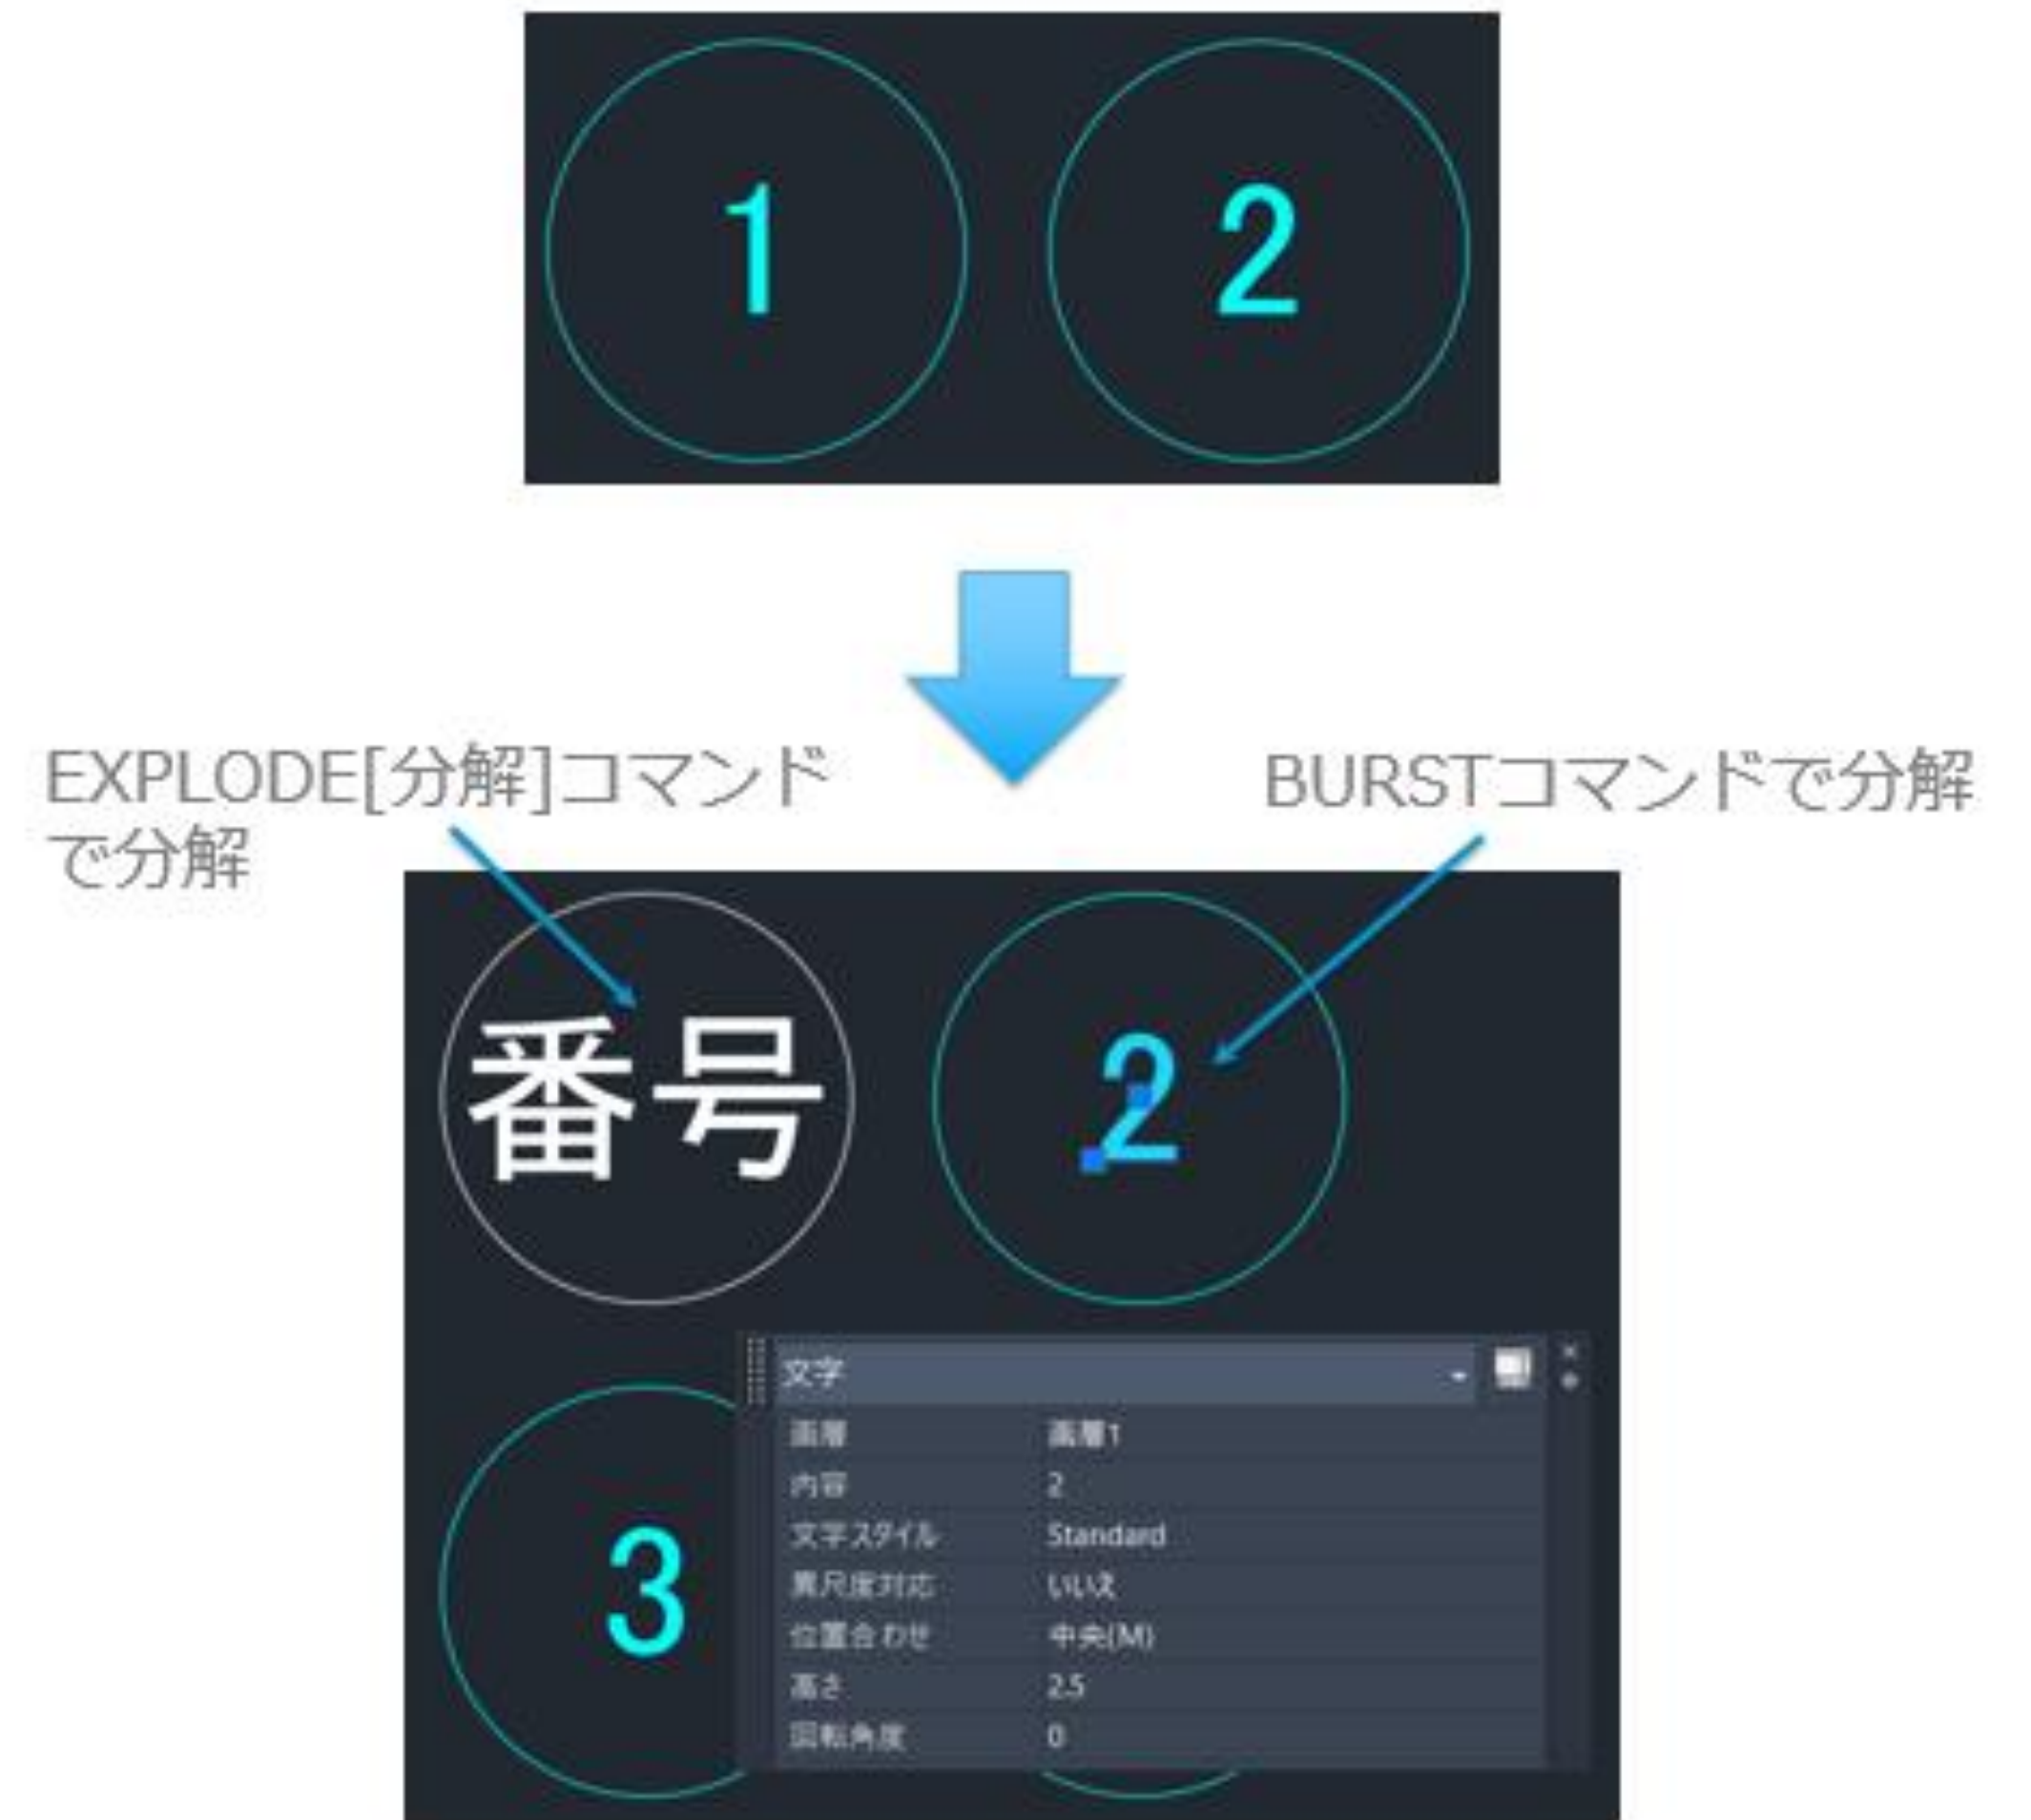 1
2
EXPLODE[分解]コマンド
で分解
BURSTコマンドで分解
番号
2
3
文字
画層 画層1
内容 2
文字スタイル Standard
異尺度対応 いいえ
位置合わせ 中央(M)
高さ 2.5
回転角度 0